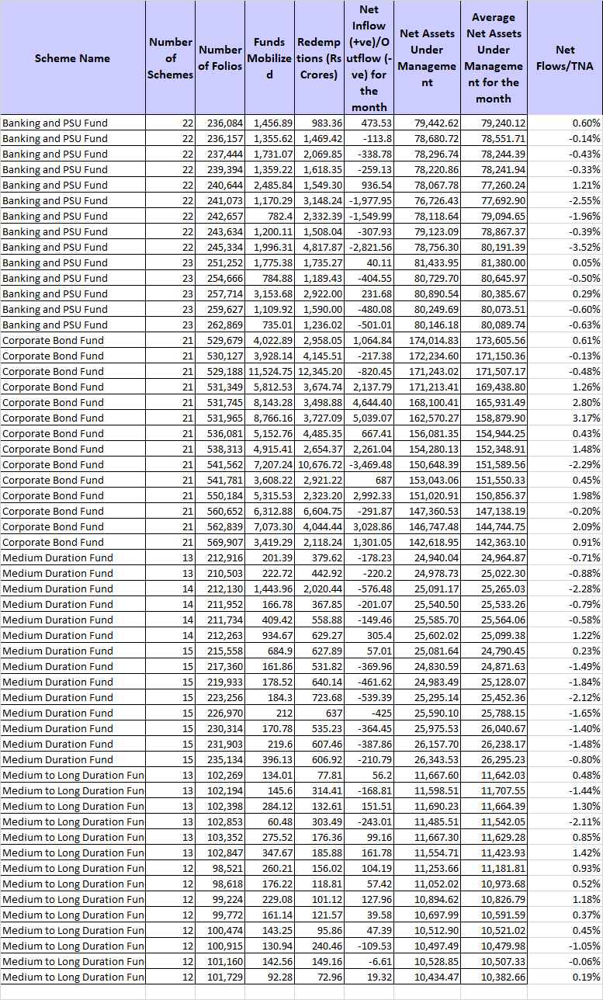 Scheme Name	Number of Schemes	Number of Folios	Funds Mobilized	Redemptions (Rs Crores)	Net Inflow (+ve)/Outflow (-ve) for the month	Net Assets Under Management	Average Net Assets Under Management for the month	Net Flows/TNA
Banking and PSU Fund	22	236,084	1,456.89	983.36	473.53	79,442.62	79,240.12	0.60%
Banking and PSU Fund	22	236,157	1,355.62	1,469.42	-113.8	78,680.72	78,551.71	-0.14%
Banking and PSU Fund	22	237,444	1,731.07	2,069.85	-338.78	78,296.74	78,244.39	-0.43%
Banking and PSU Fund	22	239,394	1,359.22	1,618.35	-259.13	78,220.86	78,241.94	-0.33%
Banking and PSU Fund	22	240,644	2,485.84	1,549.30	936.54	78,067.78	77,260.24	1.21%
Banking and PSU Fund	22	241,073	1,170.29	3,148.24	-1,977.95	76,726.43	77,692.90	-2.55%
Banking and PSU Fund	22	242,657	782.4	2,332.39	-1,549.99	78,118.64	79,094.65	-1.96%
Banking and PSU Fund	22	243,634	1,200.11	1,508.04	-307.93	79,123.09	78,867.37	-0.39%
Banking and PSU Fund	22	245,334	1,996.31	4,817.87	-2,821.56	78,756.30	80,191.39	-3.52%
Banking and PSU Fund	23	251,252	1,775.38	1,735.27	40.11	81,433.95	81,380.00	0.05%
Banking and PSU Fund	23	254,666	784.88	1,189.43	-404.55	80,729.70	80,645.97	-0.50%
Banking and PSU Fund	23	257,714	3,153.68	2,922.00	231.68	80,890.54	80,385.67	0.29%
Banking and PSU Fund	23	259,627	1,109.92	1,590.00	-480.08	80,249.69	80,073.51	-0.60%
Banking and PSU Fund	23	262,869	735.01	1,236.02	-501.01	80,146.18	80,089.74	-0.63%
Corporate Bond Fund	21	529,679	4,022.89	2,958.05	1,064.84	174,014.83	173,605.56	0.61%
Corporate Bond Fund	21	530,127	3,928.14	4,145.51	-217.38	172,234.60	171,150.36	-0.13%
Corporate Bond Fund	21	529,188	11,524.75	12,345.20	-820.45	171,243.02	171,507.17	-0.48%
Corporate Bond Fund	21	531,349	5,812.53	3,674.74	2,137.79	171,213.41	169,438.80	1.26%
Corporate Bond Fund	21	531,745	8,143.28	3,498.88	4,644.40	168,100.41	165,931.49	2.80%
Corporate Bond Fund	21	531,965	8,766.16	3,727.09	5,039.07	162,570.27	158,879.90	3.17%
Corporate Bond Fund	21	536,081	5,152.76	4,485.35	667.41	156,081.35	154,944.25	0.43%
Corporate Bond Fund	21	538,313	4,915.41	2,654.37	2,261.04	154,280.13	152,348.91	1.48%
Corporate Bond Fund	21	541,562	7,207.24	10,676.72	-3,469.48	150,648.39	151,589.56	-2.29%
Corporate Bond Fund	21	541,781	3,608.22	2,921.22	687	153,043.06	151,550.33	0.45%
Corporate Bond Fund	21	550,184	5,315.53	2,323.20	2,992.33	151,020.91	150,856.37	1.98%
Corporate Bond Fund	21	560,652	6,312.88	6,604.75	-291.87	147,360.53	147,138.19	-0.20%
Corporate Bond Fund	21	562,839	7,073.30	4,044.44	3,028.86	146,747.48	144,744.75	2.09%
Corporate Bond Fund	21	569,907	3,419.29	2,118.24	1,301.05	142,618.95	142,363.10	0.91%
Medium Duration Fund	13	212,916	201.39	379.62	-178.23	24,940.04	24,964.87	-0.71%
Medium Duration Fund	13	210,503	222.72	442.92	-220.2	24,978.73	25,022.30	-0.88%
Medium Duration Fund	14	212,130	1,443.96	2,020.44	-576.48	25,091.17	25,265.03	-2.28%
Medium Duration Fund	14	211,952	166.78	367.85	-201.07	25,540.50	25,533.26	-0.79%
Medium Duration Fund	14	211,734	409.42	558.88	-149.46	25,585.70	25,564.06	-0.58%
Medium Duration Fund	14	212,263	934.67	629.27	305.4	25,602.02	25,099.38	1.22%
Medium Duration Fund	15	215,558	684.9	627.89	57.01	25,081.64	24,790.45	0.23%
Medium Duration Fund	15	217,360	161.86	531.82	-369.96	24,830.59	24,871.63	-1.49%
Medium Duration Fund	15	219,933	178.52	640.14	-461.62	24,983.49	25,128.07	-1.84%
Medium Duration Fund	15	223,256	184.3	723.68	-539.39	25,295.14	25,452.36	-2.12%
Medium Duration Fund	15	226,970	212	637	-425	25,590.10	25,788.15	-1.65%
Medium Duration Fund	15	230,314	170.78	535.23	-364.45	25,975.53	26,040.67	-1.40%
Medium Duration Fund	15	231,903	219.6	607.46	-387.86	26,157.70	26,238.17	-1.48%
Medium Duration Fund	15	235,134	396.13	606.92	-210.79	26,343.53	26,295.23	-0.80%
Medium to Long Duration Fun	13	102,269	134.01	77.81	56.2	11,667.60	11,642.03	0.48%
Medium to Long Duration Fun	13	102,194	145.6	314.41	-168.81	11,598.51	11,707.55	-1.44%
Medium to Long Duration Fun	13	102,398	284.12	132.61	151.51	11,690.23	11,664.39	1.30%
Medium to Long Duration Fun	13	102,853	60.48	303.49	-243.01	11,485.51	11,542.05	-2.11%
Medium to Long Duration Fun	13	103,352	275.52	176.36	99.16	11,667.30	11,629.28	0.85%
Medium to Long Duration Fun	13	102,847	347.67	185.88	161.78	11,554.71	11,423.93	1.42%
Medium to Long Duration Fun	12	98,521	260.21	156.02	104.19	11,253.66	11,181.81	0.93%
Medium to Long Duration Fun	12	98,618	176.22	118.81	57.42	11,052.02	10,973.68	0.52%
Medium to Long Duration Fun	12	99,224	229.08	101.12	127.96	10,894.62	10,826.79	1.18%
Medium to Long Duration Fun	12	99,772	161.14	121.57	39.58	10,697.99	10,591.59	0.37%
Medium to Long Duration Fun	12	100,474	143.25	95.86	47.39	10,512.90	10,521.02	0.45%
Medium to Long Duration Fun	12	100,915	130.94	240.46	-109.53	10,497.49	10,479.98	-1.05%
Medium to Long Duration Fun	12	101,160	142.56	149.16	-6.61	10,528.85	10,507.33	-0.06%
Medium to Long Duration Fun	12	101,729	92.28	72.96	19.32	10,434.47	10,382.66	0.19%